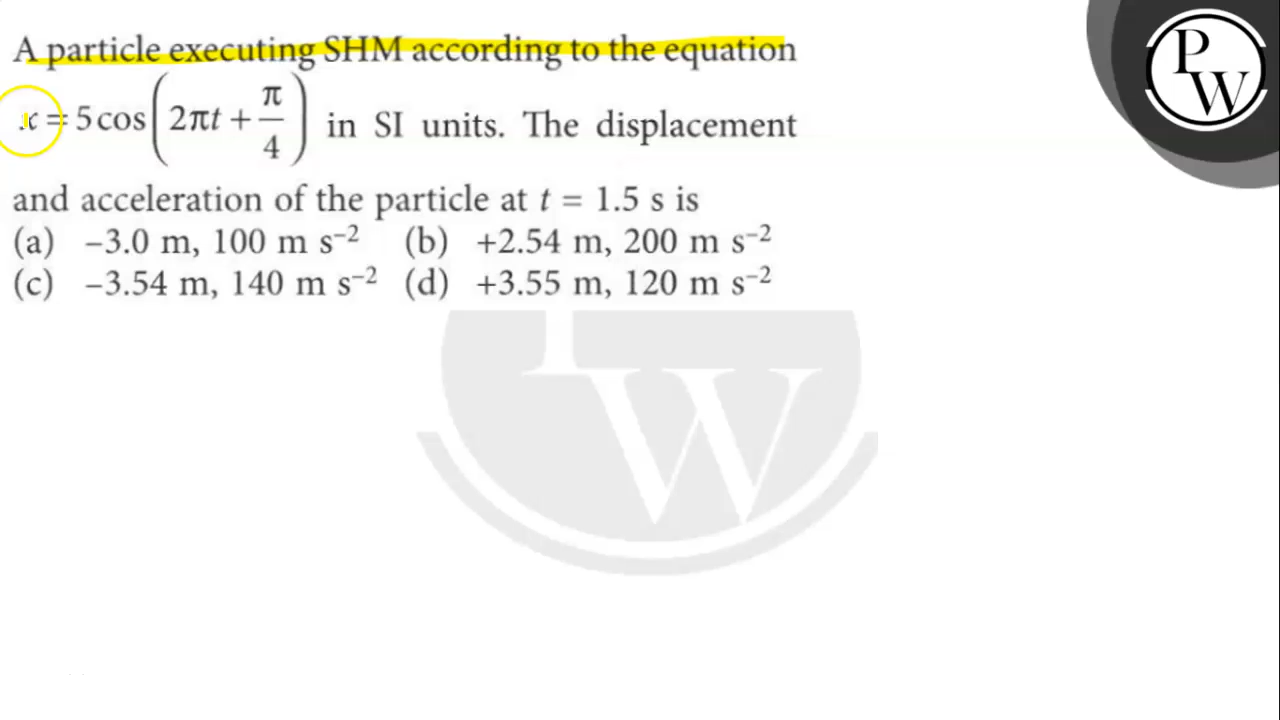 A particle executing SHM according to the equation
x = 5 cos(2πt + π/4) in SI units. The displacement
and acceleration of the particle at t = 1.5 s is
(a) –3.0 m, 100 m s⁻² (b) +2.54 m, 200 m s⁻²
(c) –3.54 m, 140 m s⁻² (d) +3.55 m, 120 m s⁻²
P
W
W